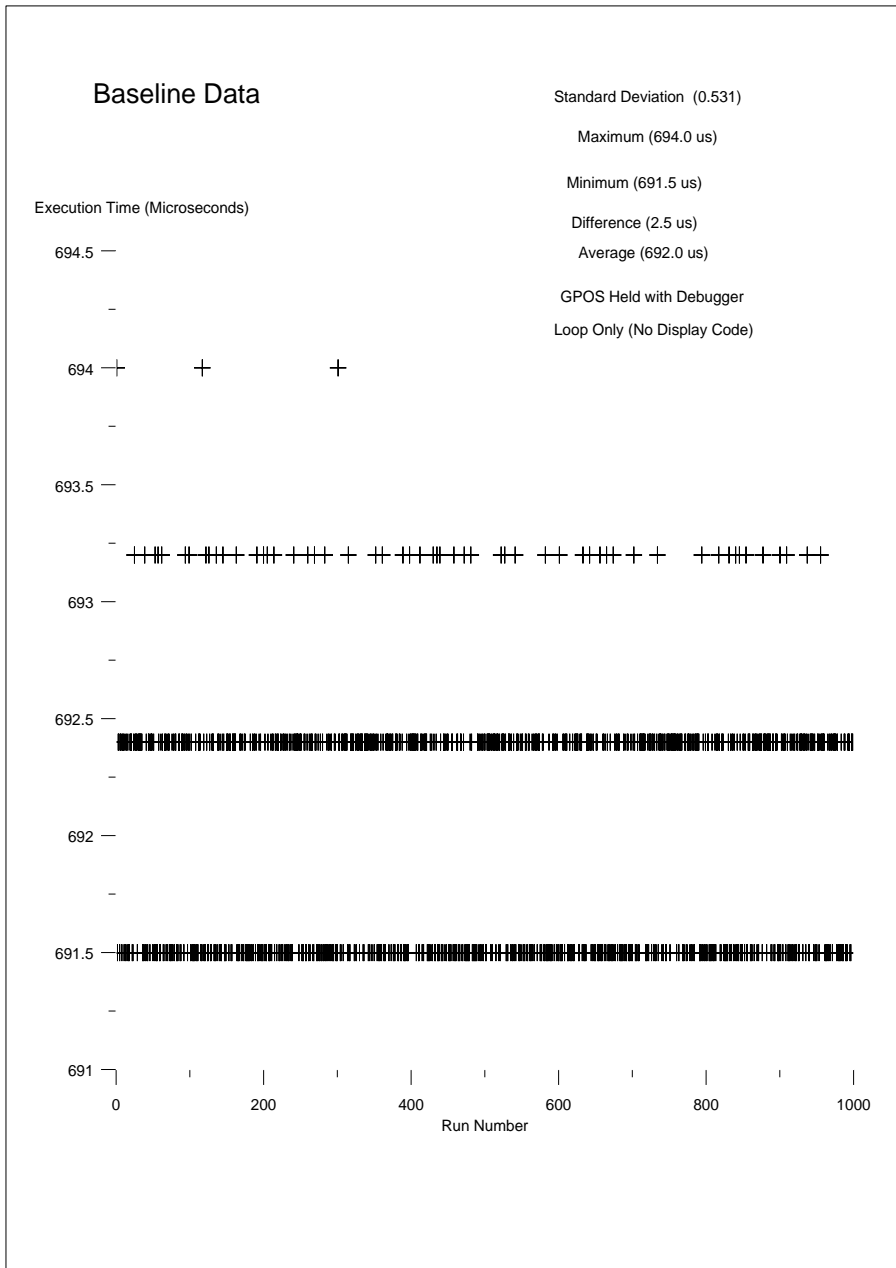 Baseline Data
Standard Deviation (0.531)
Maximum (694.0 us)
Minimum (691.5 us)
Difference (2.5 us)
Average (692.0 us)
GPOS Held with Debugger
Loop Only (No Display Code)
Execution Time (Microseconds)
694.5
694
693.5
693
692.5
692
691.5
691
0 200 400 600 800 1000
Run Number